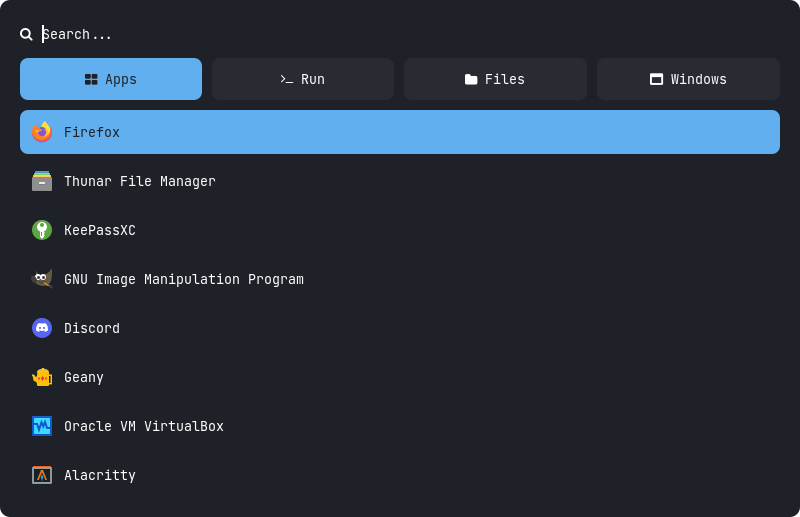 Search...
Apps Run Files Windows
Firefox
Thunar File Manager
KeePassXC
GNU Image Manipulation Program
Discord
Geany
Oracle VM VirtualBox
Alacritty